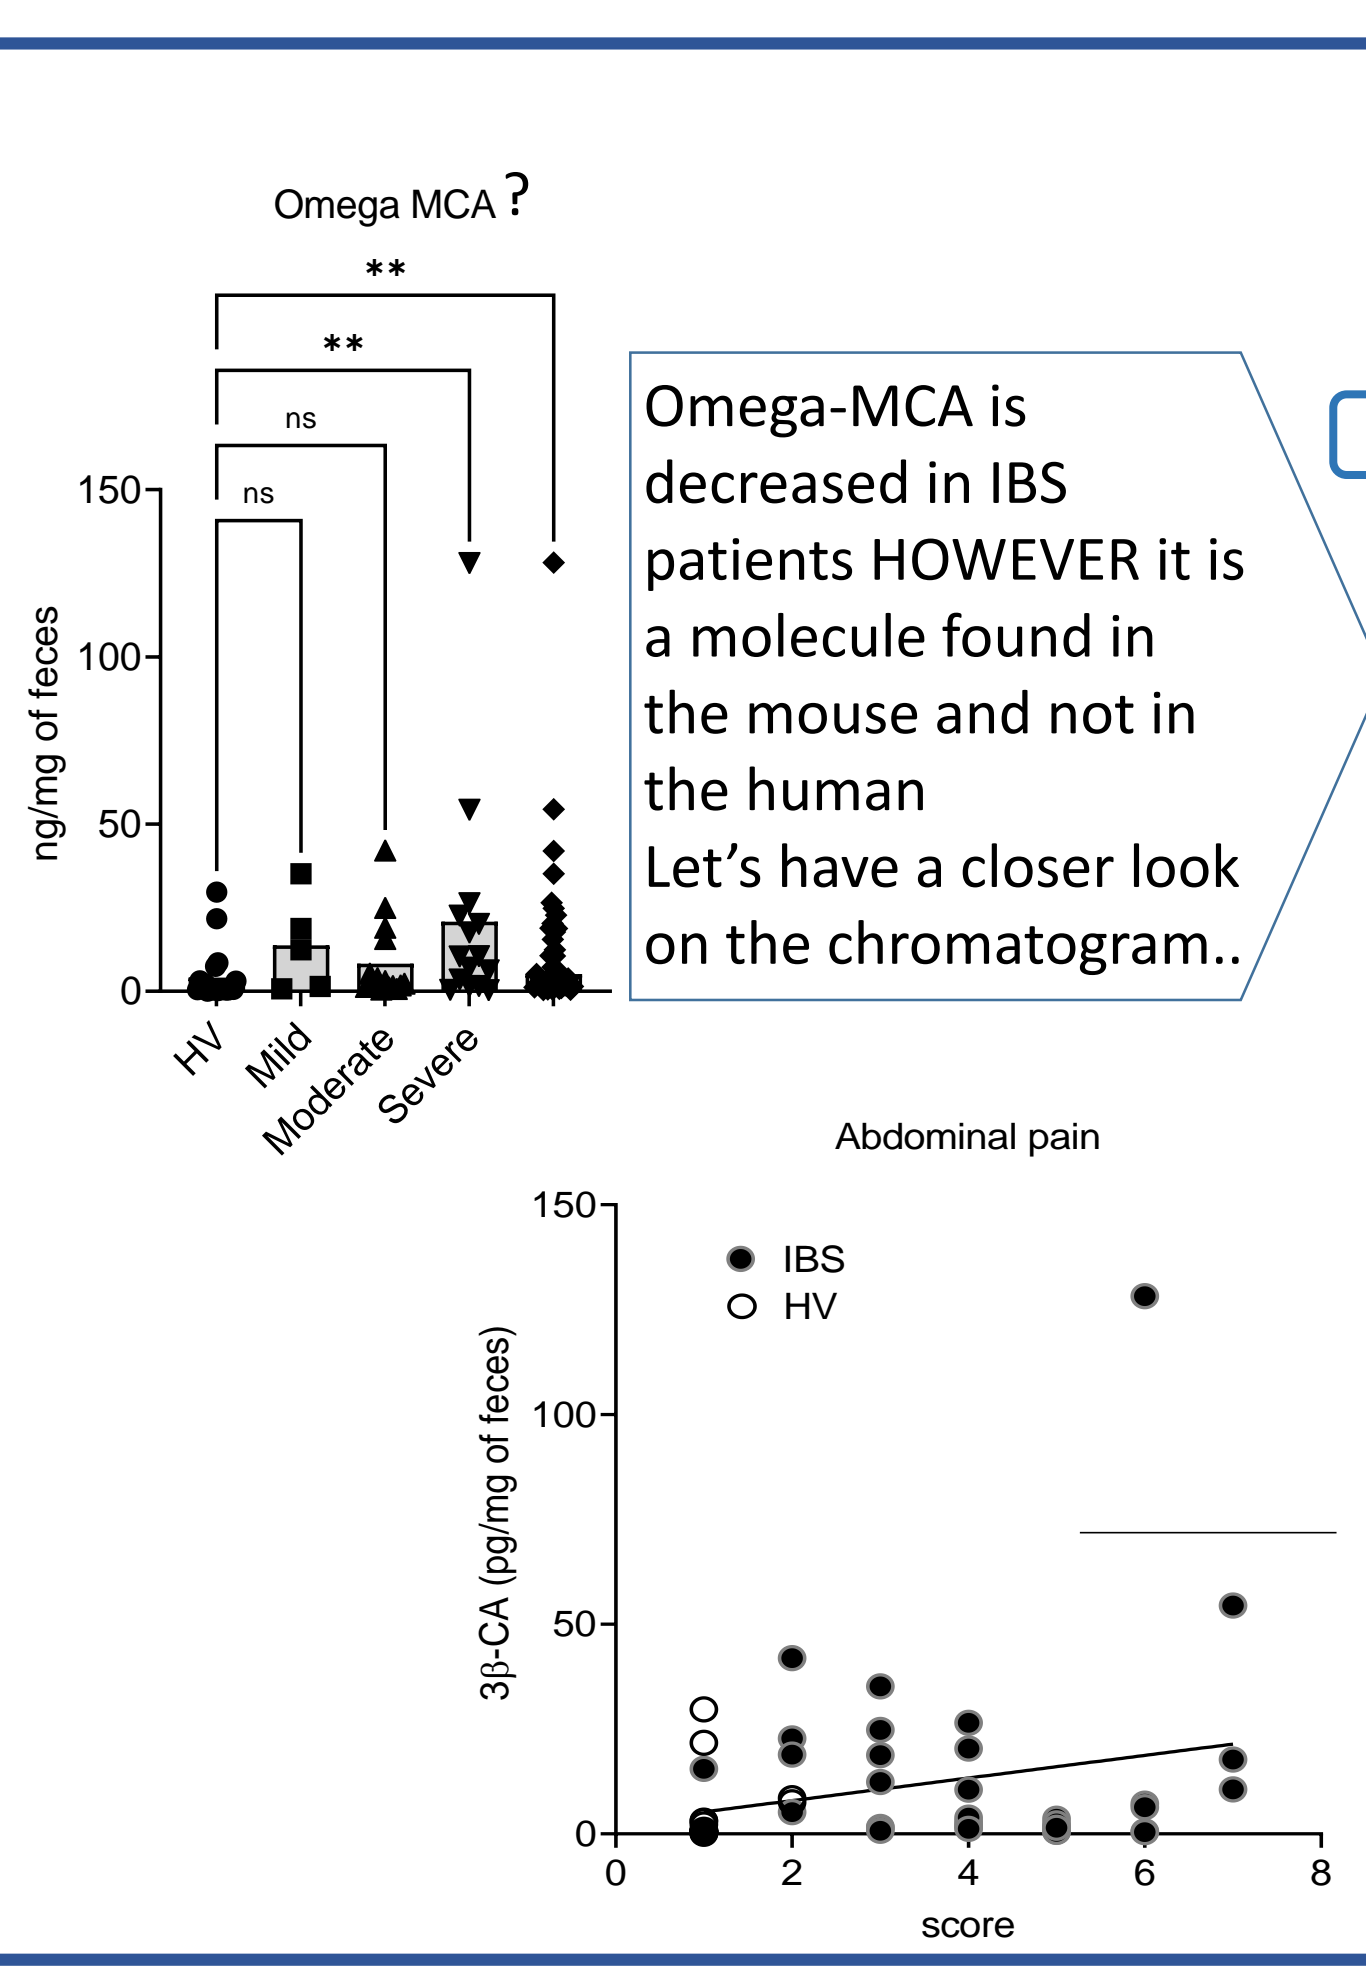 Omega MCA ?
**
**
ns
ns
150
100
50
0
ng/mg of feces
HV
Mild
Moderate
Severe
Omega-MCA is
decreased in IBS
patients HOWEVER it is
a molecule found in
the mouse and not in
the human
Let’s have a closer look
on the chromatogram..
Abdominal pain
150
100
50
0
3β-CA (pg/mg of feces)
IBS
HV
0 2 4 6 8
score